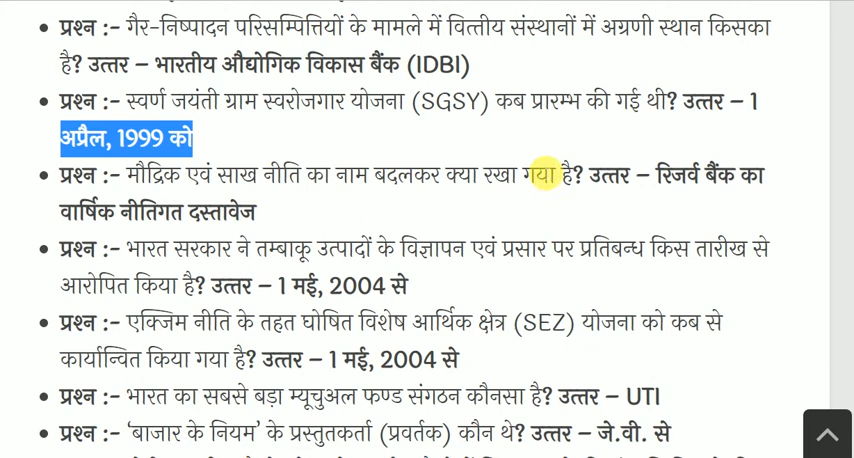 प्रश्न :- गैर-निष्पादन परिसम्पित्तियों के मामले में वित्तीय संस्थानों में अग्रणी स्थान किसका
है? उत्तर – भारतीय औद्योगिक विकास बैंक (IDBI)
प्रश्न :- स्वर्ण जयंती ग्राम स्वरोजगार योजना (SGSY) कब प्रारम्भ की गई थी? उत्तर – 1
अप्रैल, 1999 को
प्रश्न :- मौद्रिक एवं साख नीति का नाम बदलकर क्या रखा गया है? उत्तर – रिजर्व बैंक का
वार्षिक नीतिगत दस्तावेज
प्रश्न :- भारत सरकार ने तम्बाकू उत्पादों के विज्ञापन एवं प्रसार पर प्रतिबन्ध किस तारीख से
आरोपित किया है? उत्तर – 1 मई, 2004 से
प्रश्न :- एक्जिम नीति के तहत घोषित विशेष आर्थिक क्षेत्र (SEZ) योजना को कब से
कार्यान्वित किया गया है? उत्तर – 1 मई, 2004 से
प्रश्न :- भारत का सबसे बड़ा म्यूचुअल फण्ड संगठन कौनसा है? उत्तर – UTI
प्रश्न :- ‘बाजार के नियम’ के प्रस्तुतकर्ता (प्रवर्तक) कौन थे? उत्तर – जे.वी. से